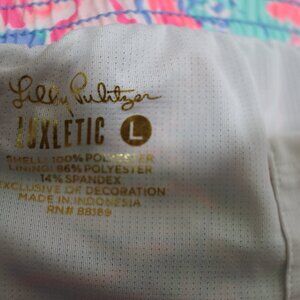 Lilly Pulitzer
LUXLETIC L
SHELL: 100% POLYESTER
LINING: 86% POLYESTER
14% SPANDEX
EXCLUSIVE OF DECORATION
MADE IN INDONESIA
RN# 88189